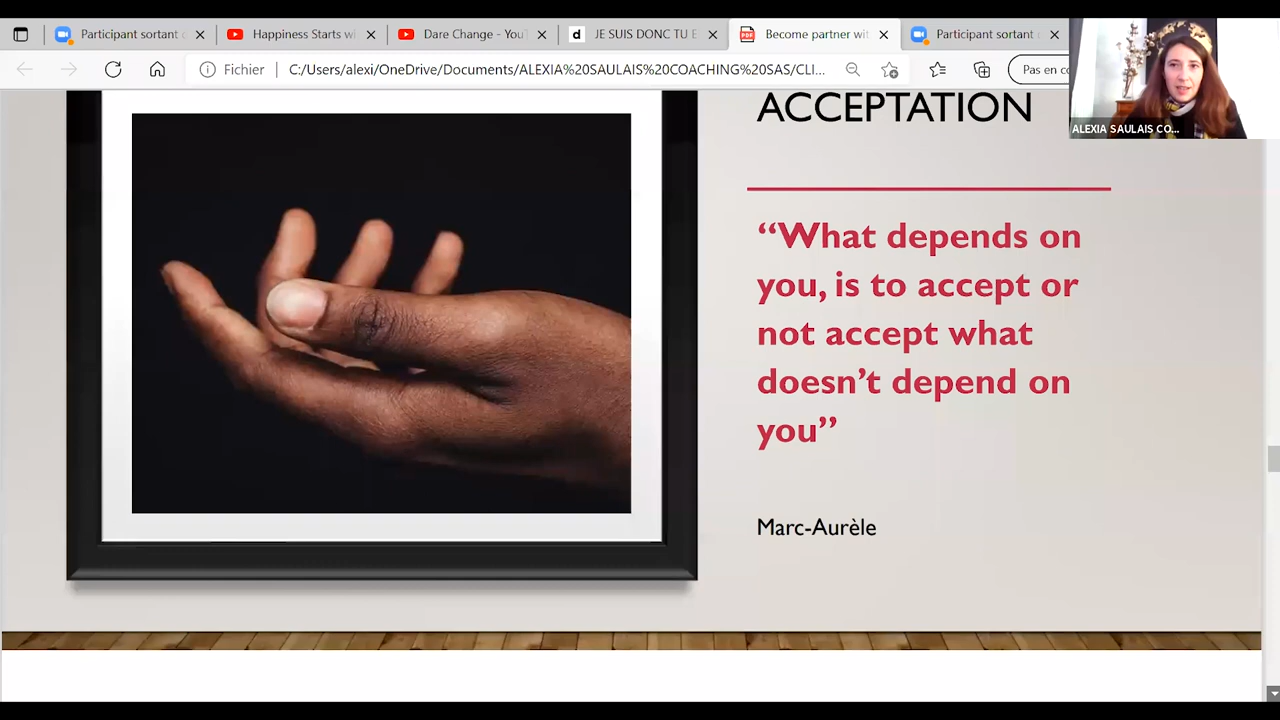 Participant sortant
Happiness Starts wi
Dare Change - You
JE SUIS DONC TU E
Become partner wit
Participant sortant
Fichier
C:/Users/alexi/OneDrive/Documents/ALEXIA%20SAULAIS%20COACHING%20SAS/CLI...
Pas en co
ALEXIA SAULAIS CO...
ACCEPTATION
“What depends on
you, is to accept or
not accept what
doesn’t depend on
you”
Marc-Aurèle